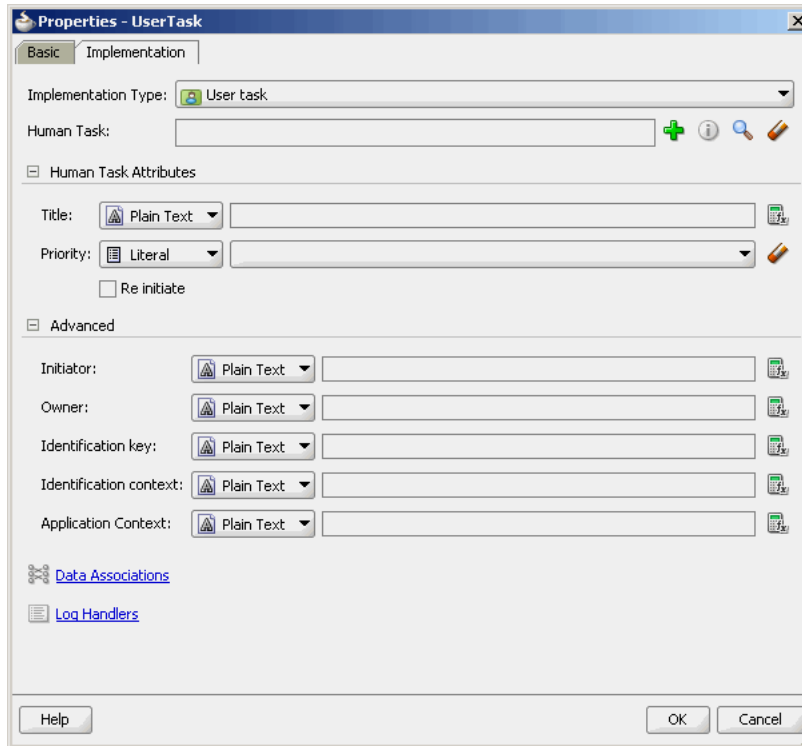 Properties - UserTask
Basic Implementation
Implementation Type: User task
Human Task:
Human Task Attributes
Title: Plain Text
Priority: Literal
Re initiate
Advanced
Initiator: Plain Text
Owner: Plain Text
Identification key: Plain Text
Identification context: Plain Text
Application Context: Plain Text
Data Associations
Log Handlers
Help OK Cancel